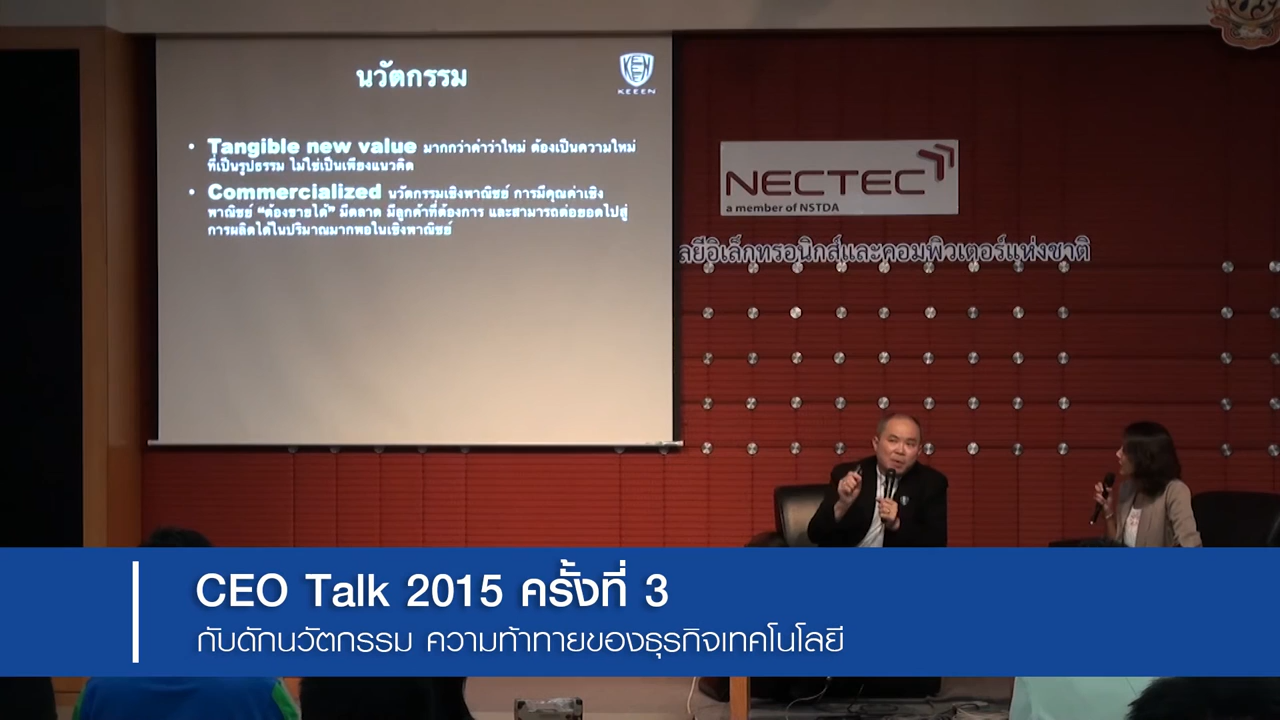 นวัตกรรม
KEEEN
• Tangible new value มากกว่าคำว่าใหม่ ต้องเป็นความใหม่
ที่เป็นรูปธรรม ไม่ใช่เป็นเพียงแนวคิด
• Commercialized นวัตกรรมเชิงพาณิชย์ การมีคุณค่าเชิง
พาณิชย์ “ต้องขายได้” มีตลาด มีลูกค้าที่ต้องการ และสามารถต่อยอดไปสู่
การผลิตได้ในปริมาณมากพอในเชิงพาณิชย์
NECTEC
a member of NSTDA
ลยีอิเล็กทรอนิกส์และคอมพิวเตอร์แห่งชาติ
CEO Talk 2015 ครั้งที่ 3
กับดักนวัตกรรม ความท้าทายของธุรกิจเทคโนโลยี